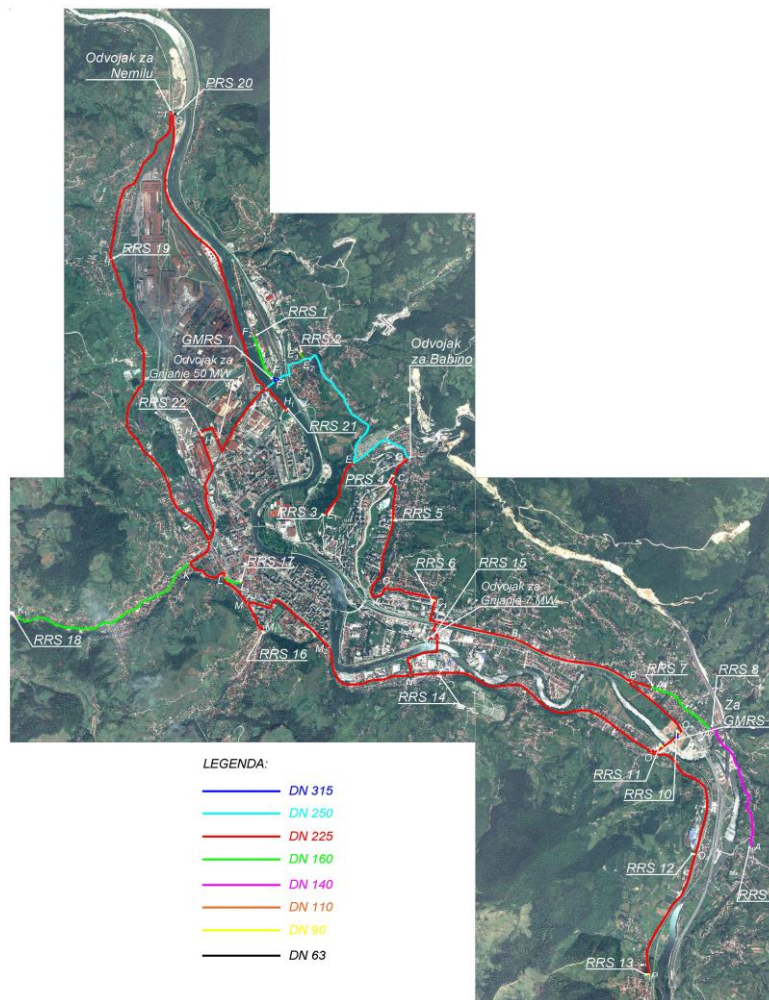 Odvojak za
Nemilu
PRS 20
RRS 19
RRS 1
GMRS 1
RRS 2
Odvojak za
Grijanje 50 MW
Odvojak
za Babino
RRS 22
RRS 21
PRS 4
RRS 3
RRS 5
RRS 6
RRS 15
RRS 17
Odvojak za
Grijanje 7 MW
RRS 18
RRS 16
RRS 7
RRS 8
RRS 14
Za
GMRS
RRS 11
RRS 10
RRS 12
RRS
RRS 13
LEGENDA:
DN 315
DN 250
DN 225
DN 160
DN 140
DN 110
DN 90
DN 63